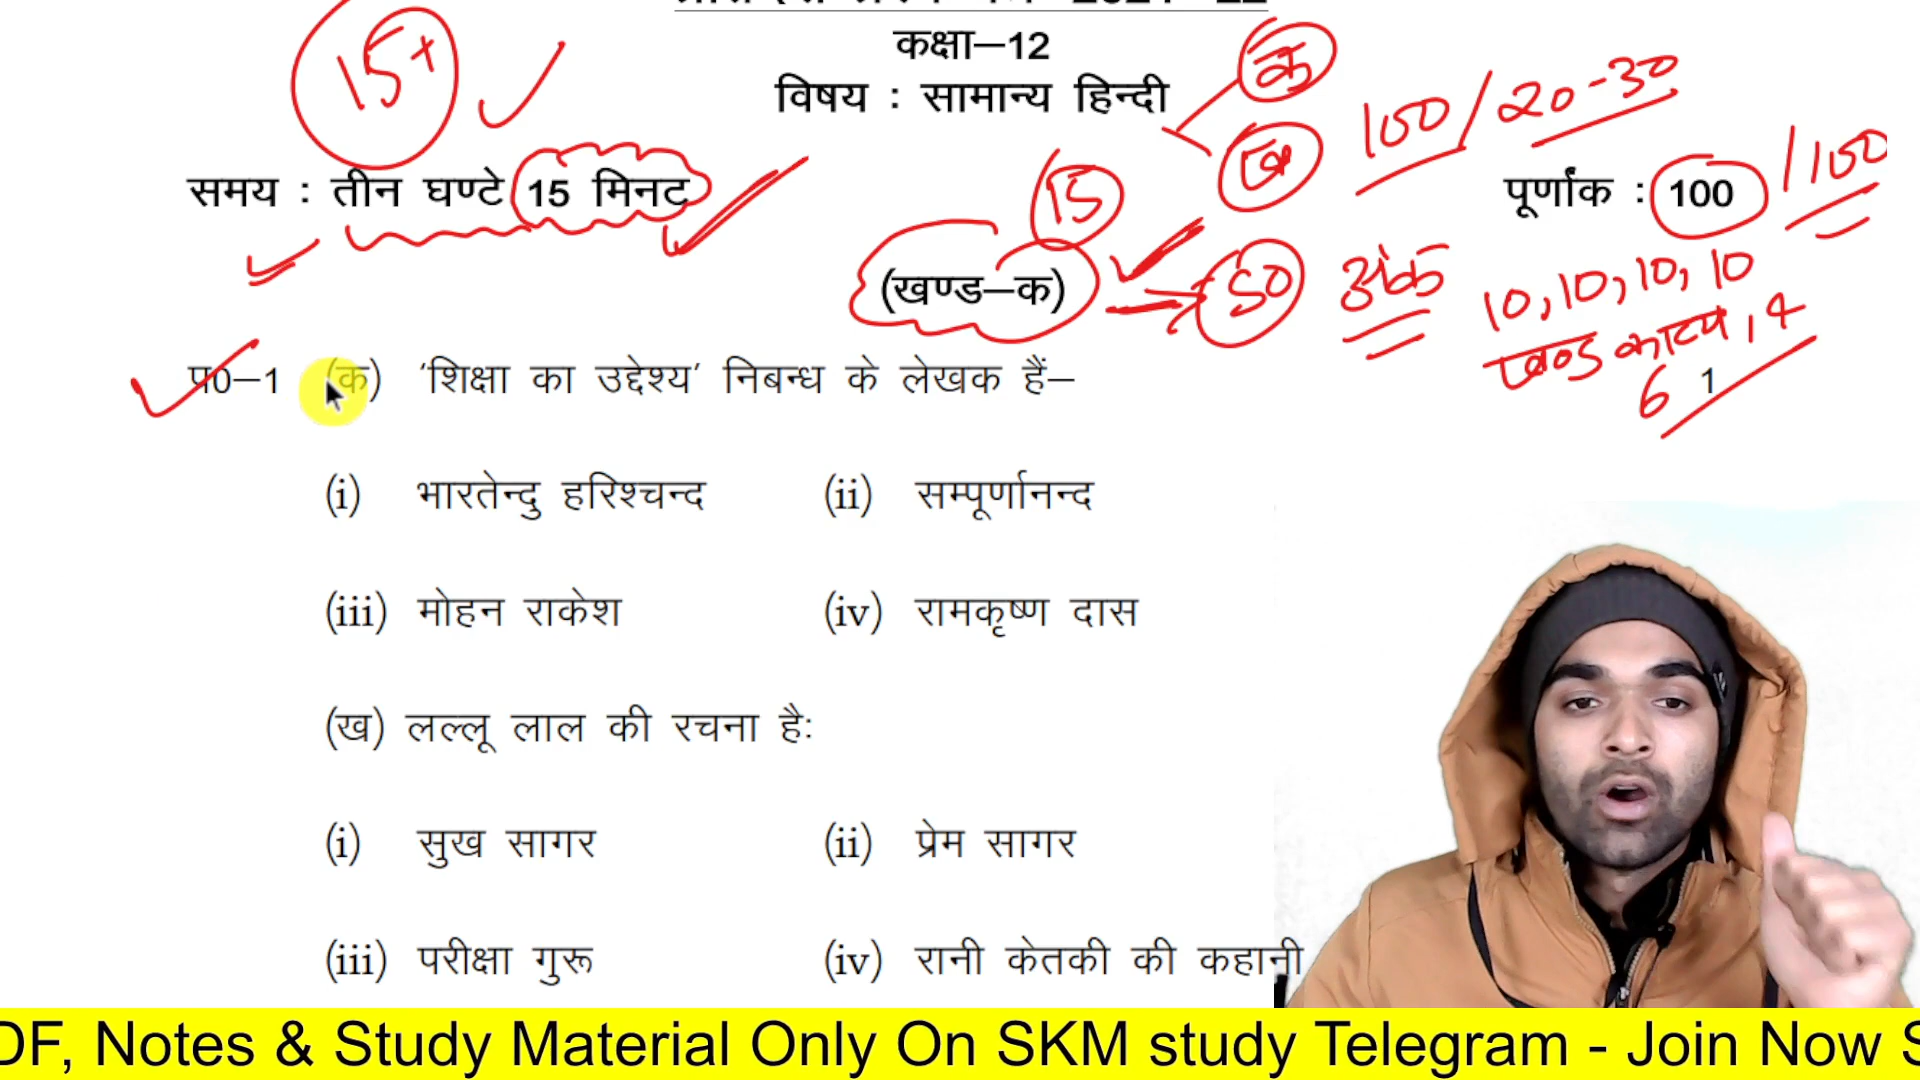 कक्षा–12
विषय : सामान्य हिन्दी
15+
क
100/20-30
समय : तीन घण्टे 15 मिनट
पूर्णांक : 100
/100
15
(खण्ड–क)
50 अंक
10, 10, 10, 10
खण्ड काव्य, 4
6
प्र0–1 (क) ‘शिक्षा का उद्देश्य’ निबन्ध के लेखक हैं– 1
(i) भारतेन्दु हरिश्चन्द (ii) सम्पूर्णानन्द
(iii) मोहन राकेश (iv) रामकृष्ण दास
(ख) लल्लू लाल की रचना है:
(i) सुख सागर (ii) प्रेम सागर
(iii) परीक्षा गुरू (iv) रानी केतकी की कहानी
DF, Notes & Study Material Only On SKM study Telegram - Join Now S